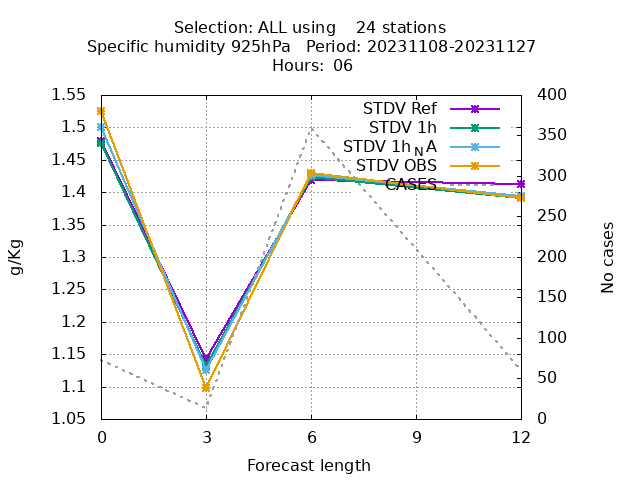 Selection: ALL using    24 stations
Specific humidity 925hPa   Period: 20231108-20231127
Hours:  06
STDV Ref
STDV 1h
STDV 1h_N A
STDV OBS
CASES
1.55
1.5
1.45
1.4
1.35
1.3
1.25
1.2
1.15
1.1
1.05
g/Kg
400
350
300
250
200
150
100
50
0
No cases
0 3 6 9 12
Forecast length